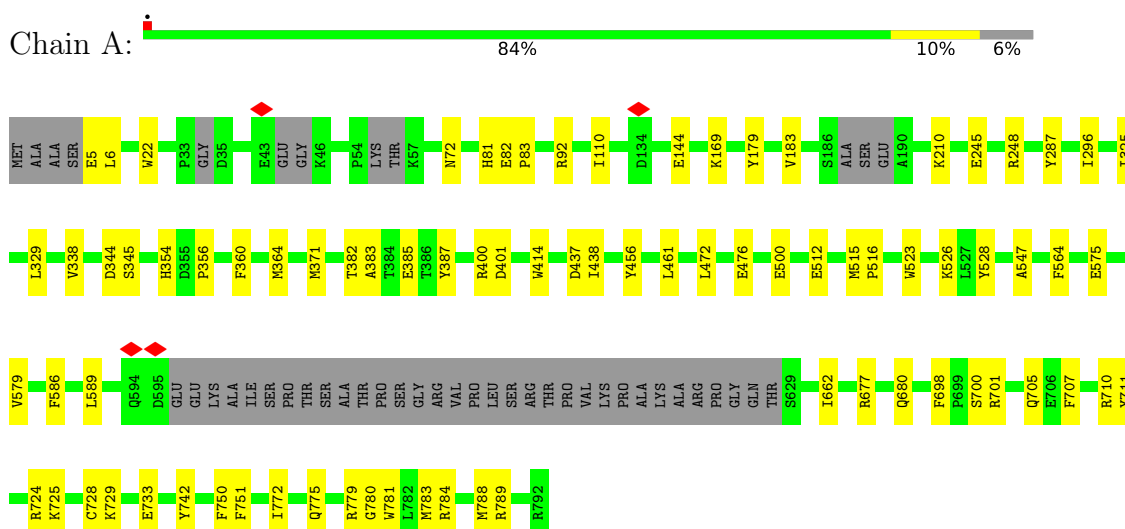 Chain A:
84% 10% 6%
MET ALA ALA SER E5 L6 W22 P33 GLY D35 E43 GLU GLY K46 P54 LYS THR K57 N72 H81 E82 P83 R92 I110 D134 E144 K169 Y179 V183 S186 ALA SER GLU A190 K210 E245 R248 Y287 I296
L329 V338 D344 S345 H354 D355 P356 F360 M364 M371 T382 A383 T384 E385 T386 Y387 R400 D401 W414 D437 I438 Y456 L461 L472 E476 E500 E512 M515 P516 W523 K526 L527 Y528 A547 F564 E575
V579 F586 L589 Q594 D595 GLU GLU LYS ALA ILE SER PRO THR SER ALA THR PRO SER GLY ARG VAL PRO LEU SER ARG THR PRO VAL LYS PRO ALA LYS ALA ARG PRO GLY GLN THR S629 I662 R677 Q680 F698 P699 S700 R701 Q705 E706 F707 R710 Y711
R724 K725 C728 K729 E733 Y742 F750 F751 I772 Q775 R779 G780 W781 L782 M783 R784 M788 R789 R792